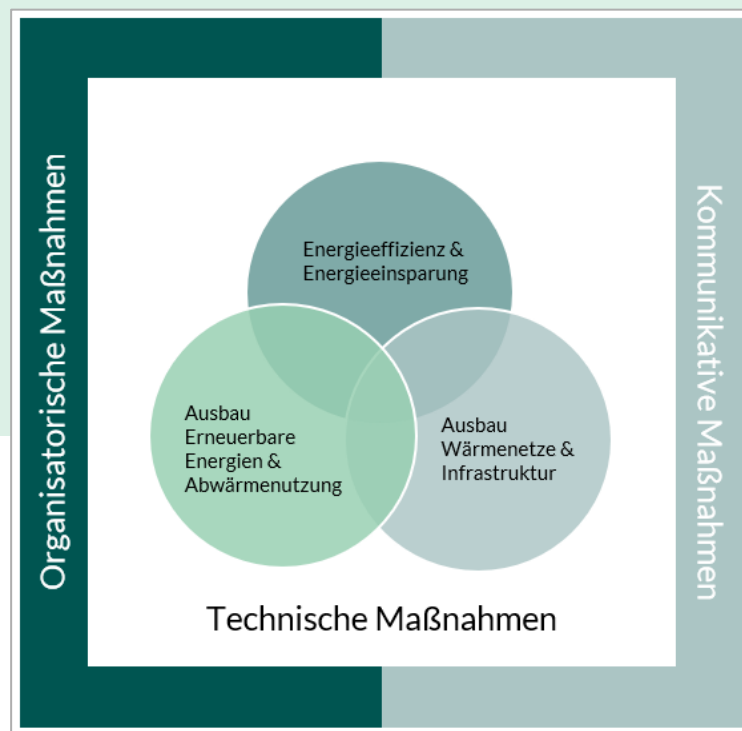 Organisatorische Maßnahmen
Energieeffizienz &
Energieeinsparung
Ausbau
Erneuerbare
Energien &
Abwärmenutzung
Ausbau
Wärmenetze &
Infrastruktur
Technische Maßnahmen
Kommunikative Maßnahmen